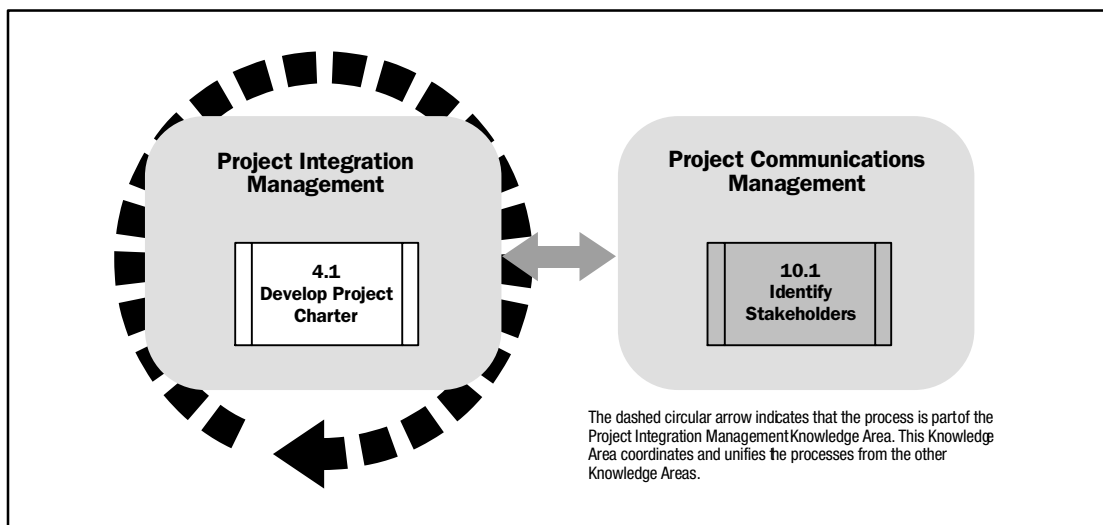 Project Integration
Management
4.1
Develop Project
Charter
Project Communications
Management
10.1
Identify
Stakeholders
The dashed circular arrow indicates that the process is part of the
Project Integration Management Knowledge Area. This Knowledge
Area coordinates and unifies the processes from the other
Knowledge Areas.